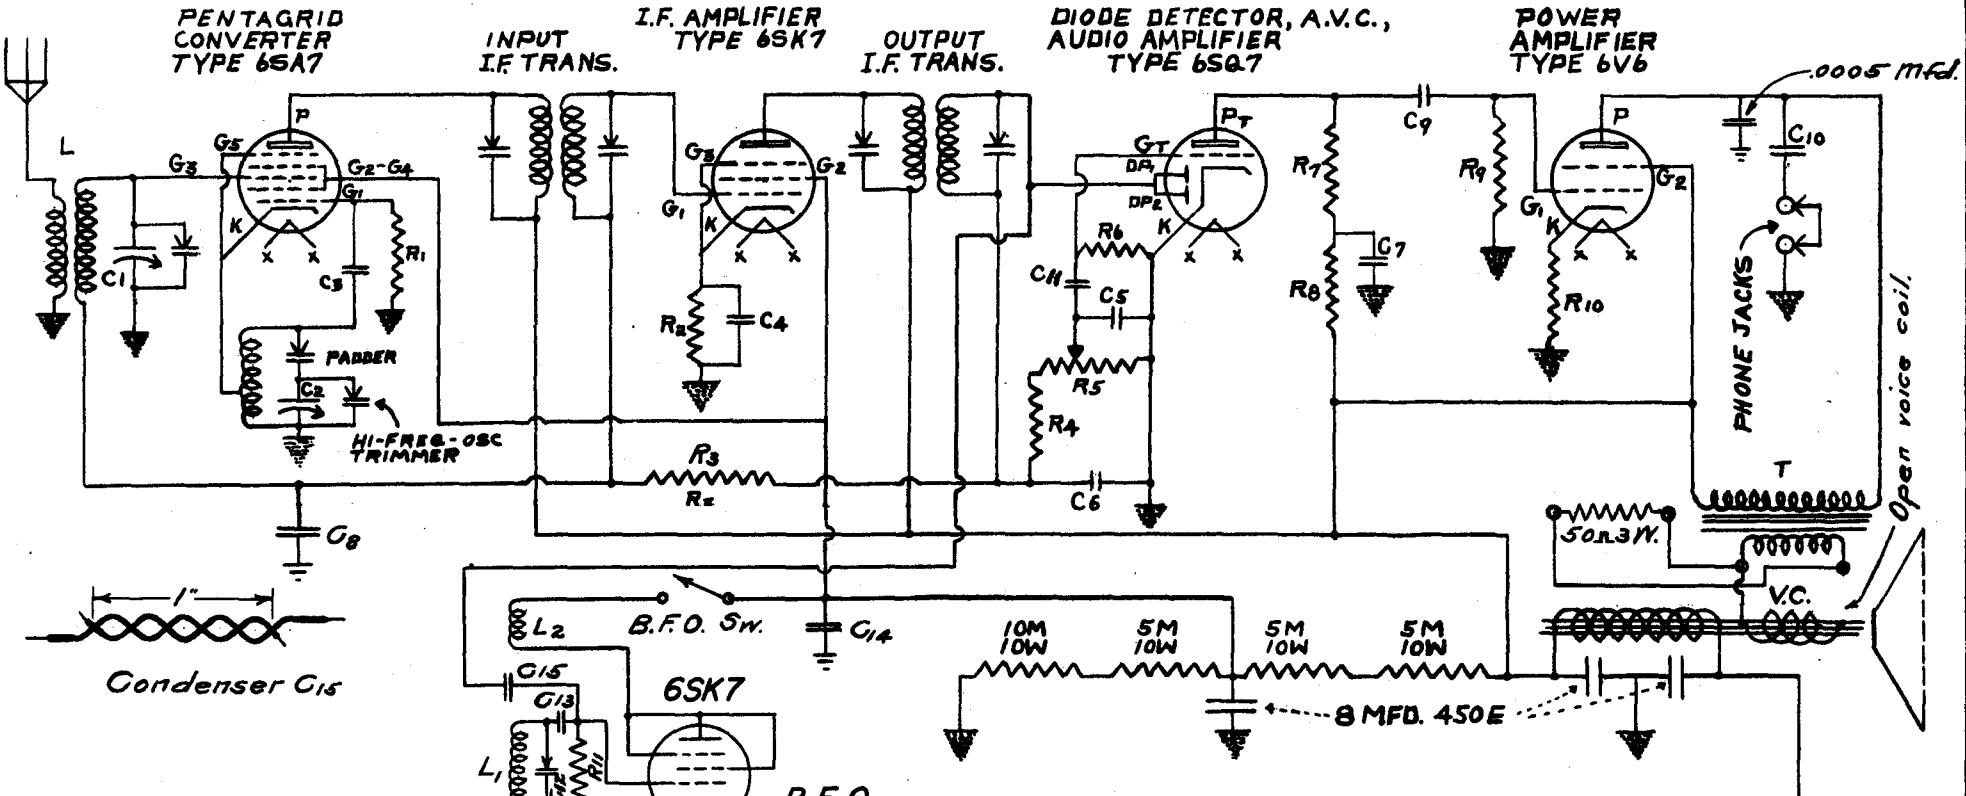 PENTAGRID
CONVERTER
TYPE 6SA7
INPUT
I.F. TRANS.
I.F. AMPLIFIER
TYPE 6SK7
OUTPUT
I.F. TRANS.
DIODE DETECTOR, A.V.C.,
AUDIO AMPLIFIER
TYPE 6SQ7
POWER
AMPLIFIER
TYPE 6V6
.0005 mfd.
L
G3
G5
P
G2-G4
G1
K
X X
C1
C3
R1
PADDER
C2
HI-FREQ-OSC
TRIMMER
G3
G2
G1
K
X X
R2
C4
PT
GT
DP1
DP2
K
X X
R6
C11
C5
R5
R4
C6
R7
R8
C7
C9
R9
P
G2
G1
K
X X
R10
C10
PHONE JACKS
Open voice coil.
T
50Ω 3W.
V.C.
R3
R2
C8
1"
Condenser C15
L2
B.F.O. SW.
C14
C15
C13
6SK7
L1
R11
10M
10W
5M
10W
5M
10W
5M
10W
8 MFD. 450E